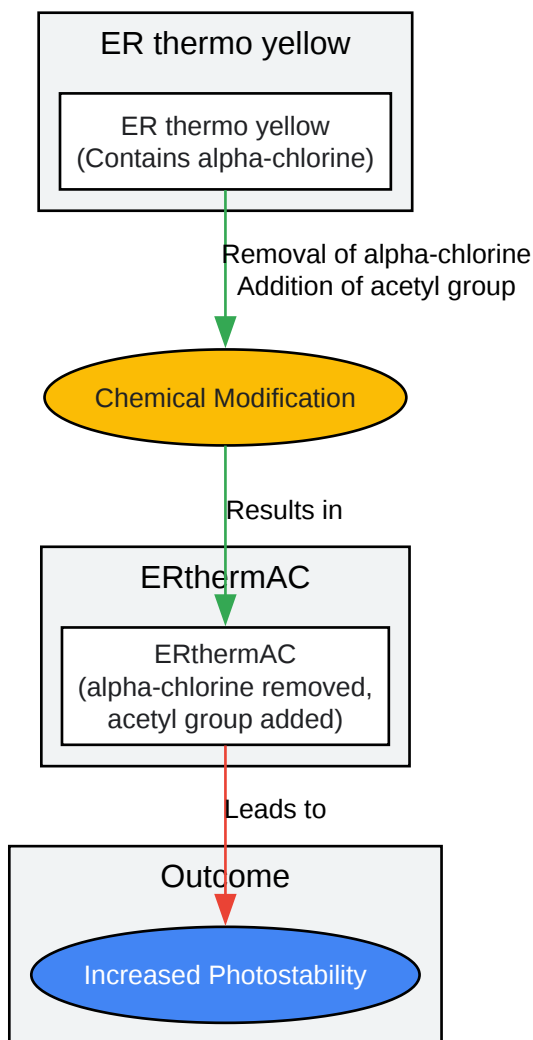 ER thermo yellow
ER thermo yellow
(Contains alpha-chlorine)
Removal of alpha-chlorine
Addition of acetyl group
Chemical Modification
Results in
ERthermAC
ERthermAC
(alpha-chlorine removed,
acetyl group added)
Leads to
Outcome
Increased Photostability